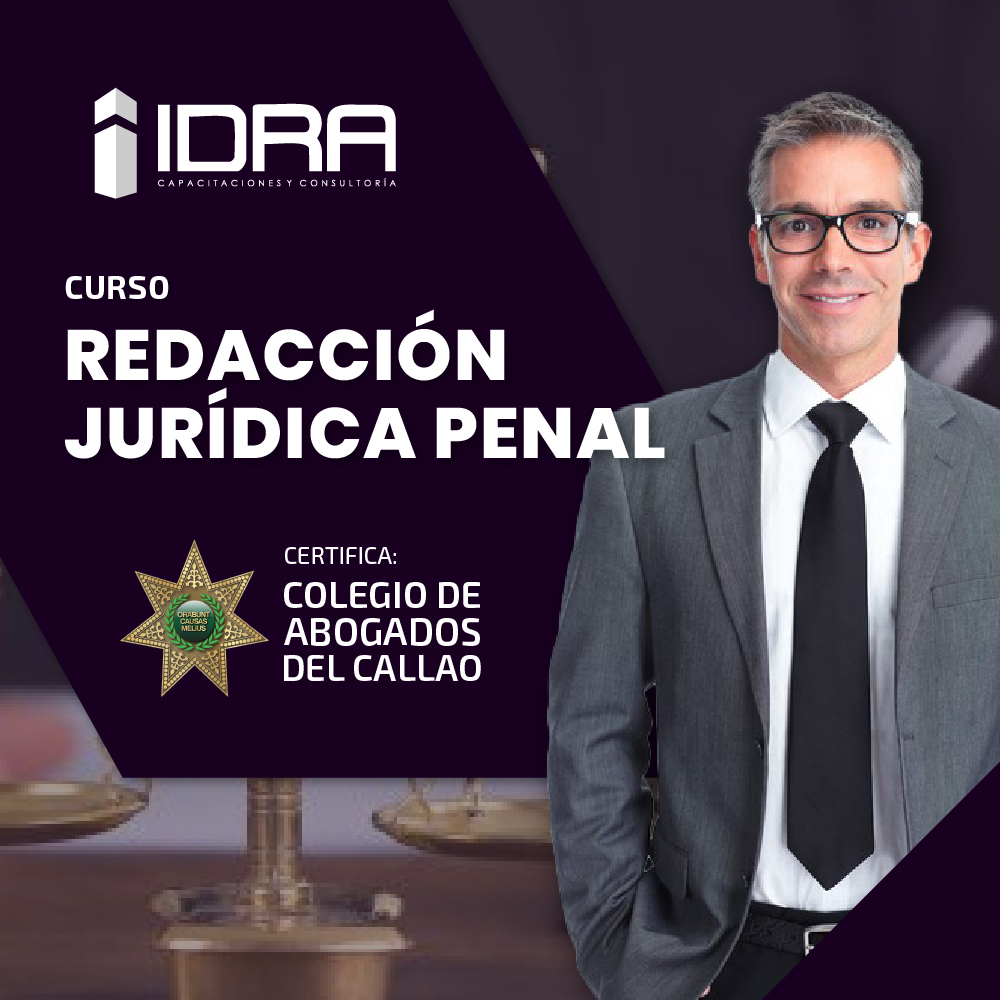 IDRA
CAPACITACIONES Y CONSULTORÍA
CURSO
REDACCIÓN
JURÍDICA PENAL
ORABUNT
CAUSAS
MELIUS
CERTIFICA:
COLEGIO DE
ABOGADOS
DEL CALLAO